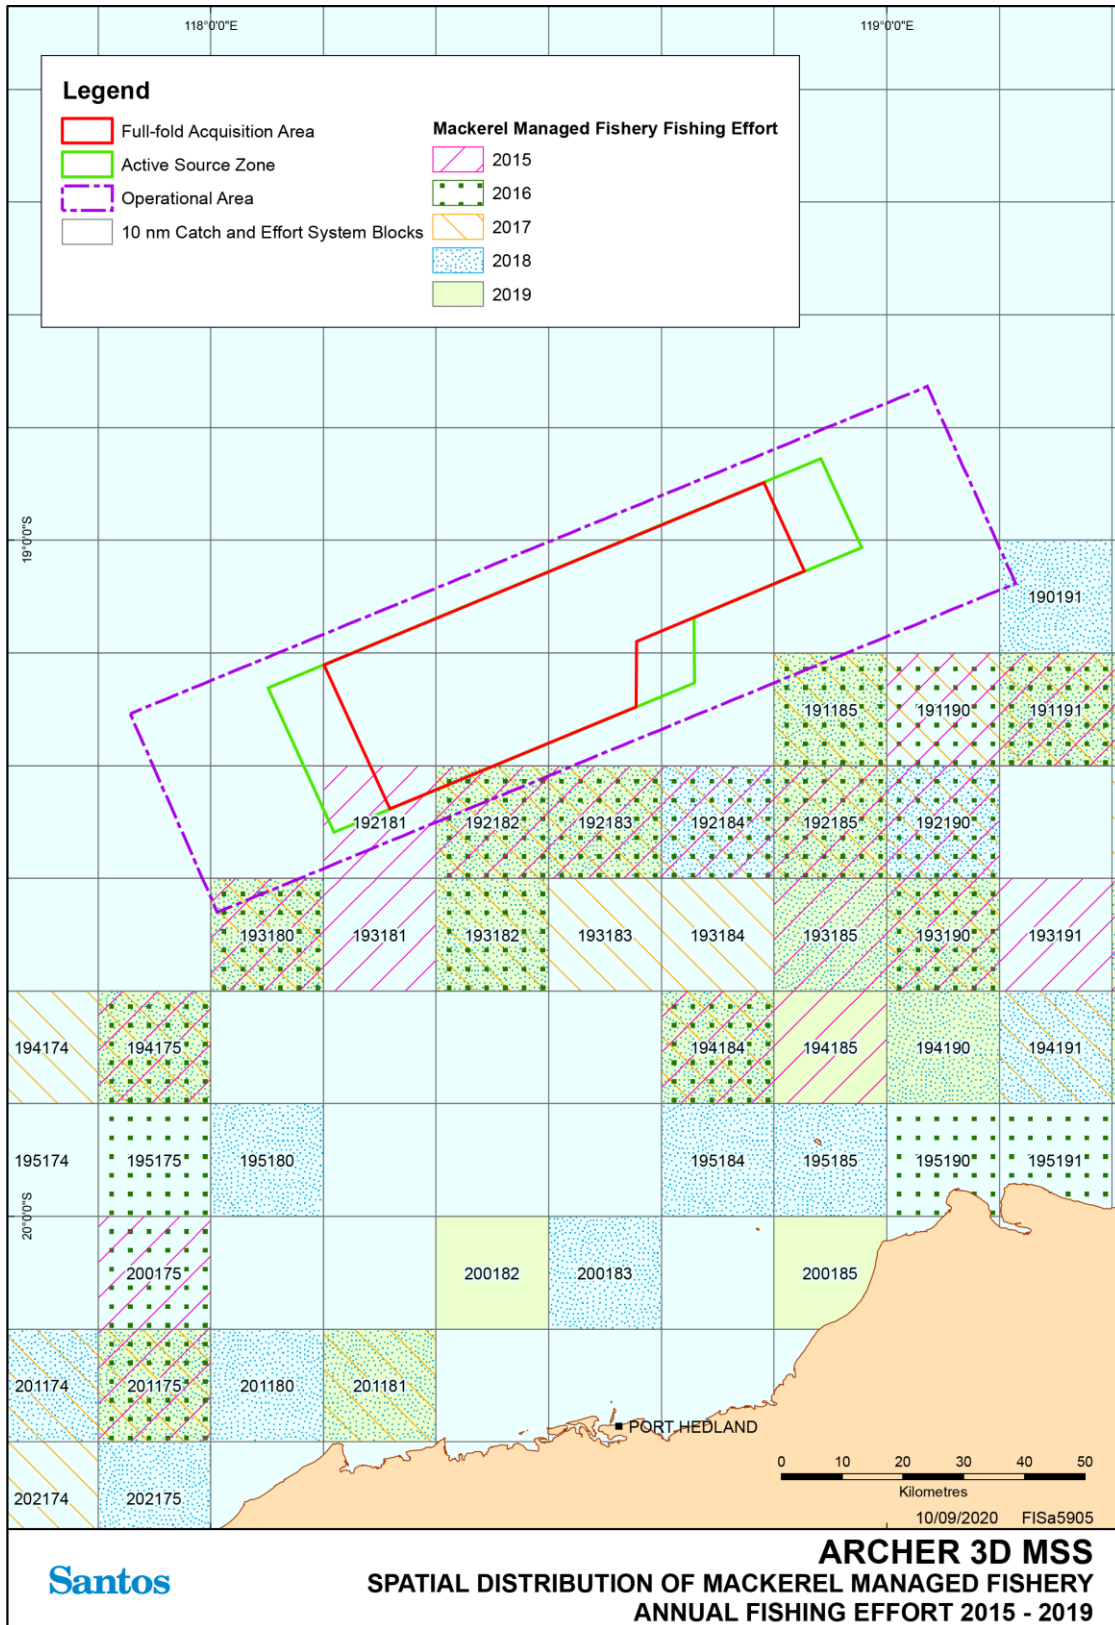 118°0'0"E
119°0'0"E
Legend
Full-fold Acquisition Area
Active Source Zone
Operational Area
10 nm Catch and Effort System Blocks
Mackerel Managed Fishery Fishing Effort
2015
2016
2017
2018
2019
19°0'0"S
190191
191185
191190
191191
192181
192182
192183
192184
192185
192190
193180
193181
193182
193183
193184
193185
193190
193191
194174
194175
194184
194185
194190
194191
195174
195175
195180
195184
195185
195190
195191
20°0'0"S
200175
200182
200183
200185
201174
201175
201180
201181
PORT HEDLAND
202174
202175
0 10 20 30 40 50
Kilometres
10/09/2020 FISa5905
Santos
ARCHER 3D MSS
SPATIAL DISTRIBUTION OF MACKEREL MANAGED FISHERY
ANNUAL FISHING EFFORT 2015 - 2019